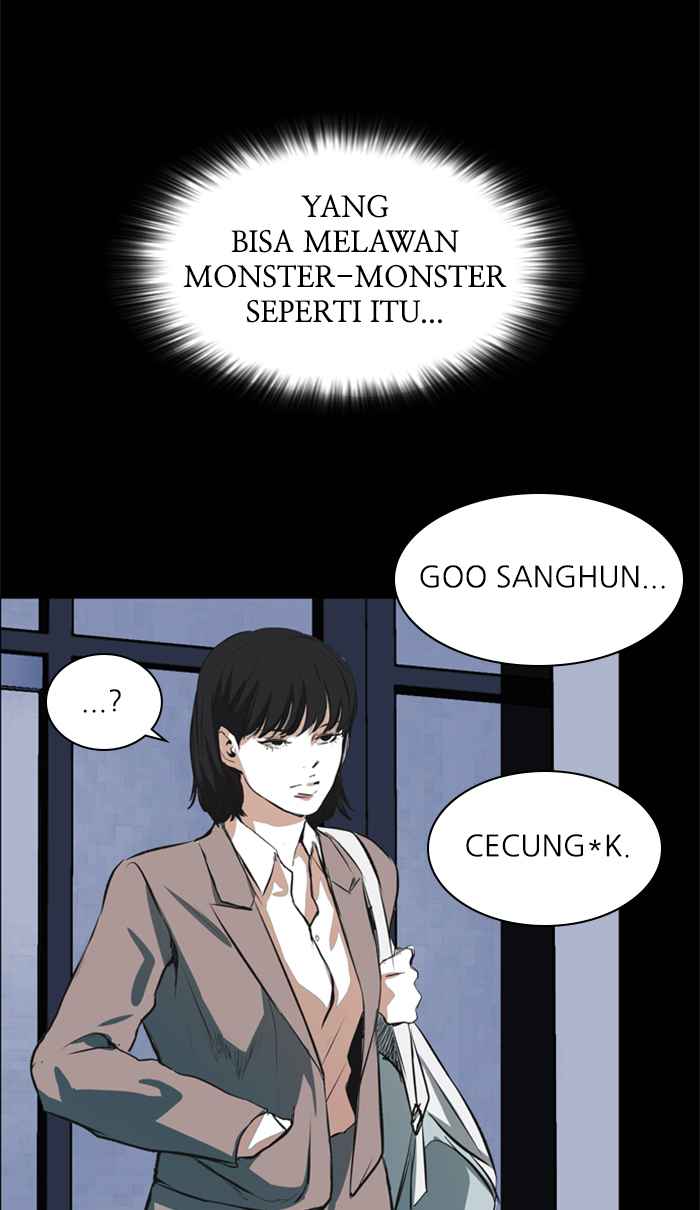 YANG
BISA MELAWAN
MONSTER-MONSTER
SEPERTI ITU...
GOO SANGHUN...
...?
CECUNG*K.